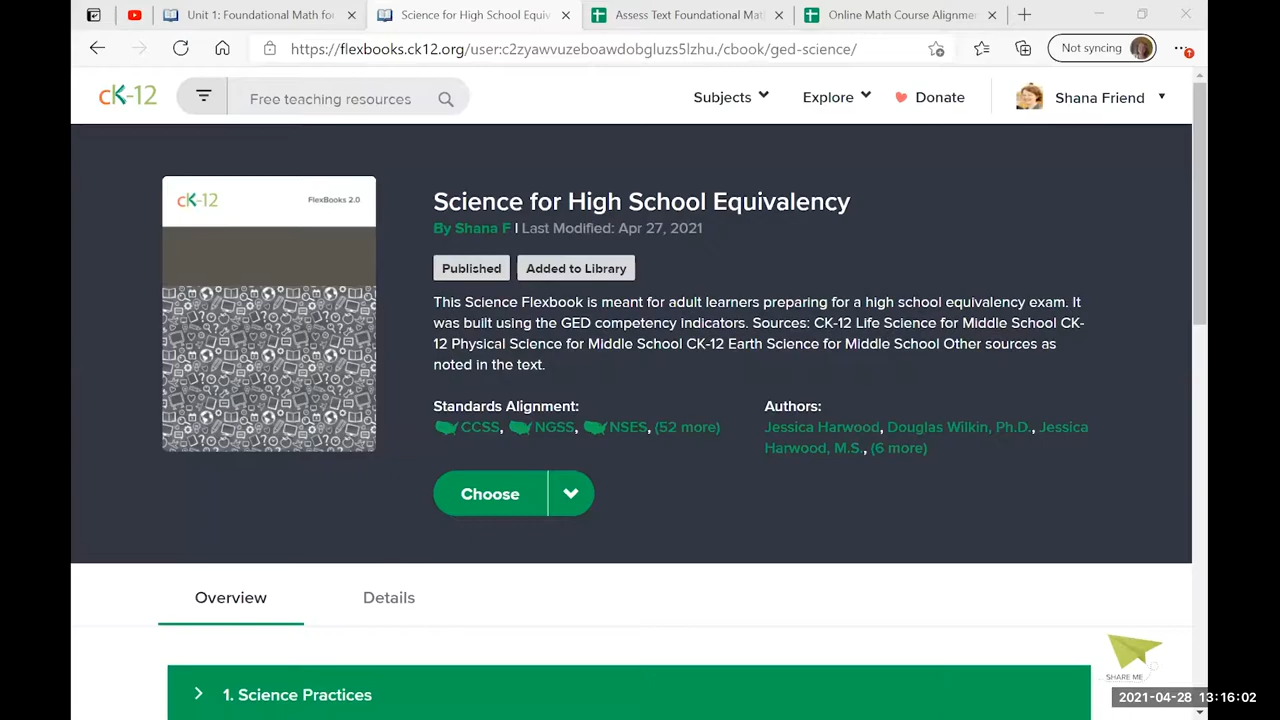 Unit 1: Foundational Math fo
Science for High School Equiv
Assess Text Foundational M
Online Math Course Alignm
https://flexbooks.ck12.org/user:c2zyawvuzeboawdobgluzs5lzhu./cbook/ged-science/
Not syncing
cK-12
Free teaching resources
Subjects
Explore
Donate
Shana Friend
cK-12
FlexBooks 2.0
Science for High School Equivalency
By Shana F | Last Modified: Apr 27, 2021
Published
Added to Library
This Science Flexbook is meant for adult learners preparing for a high school equivalency exam. It
was built using the GED competency indicators. Sources: CK-12 Life Science for Middle School CK-
12 Physical Science for Middle School CK-12 Earth Science for Middle School Other sources as
noted in the text.
Standards Alignment:
CCSS, NGSS, NSES, (52 more)
Authors:
Jessica Harwood, Douglas Wilkin, Ph.D., Jessica
Harwood, M.S., (6 more)
Choose
Overview
Details
1. Science Practices
SHARE ME
2021-04-28 13:16:02